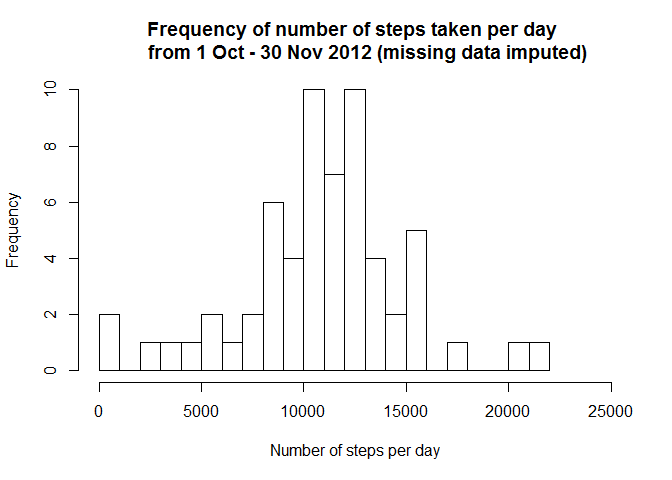 Frequency of number of steps taken per day
from 1 Oct - 30 Nov 2012 (missing data imputed)
Frequency
10
8
6
4
2
0
0 5000 10000 15000 20000 25000
Number of steps per day